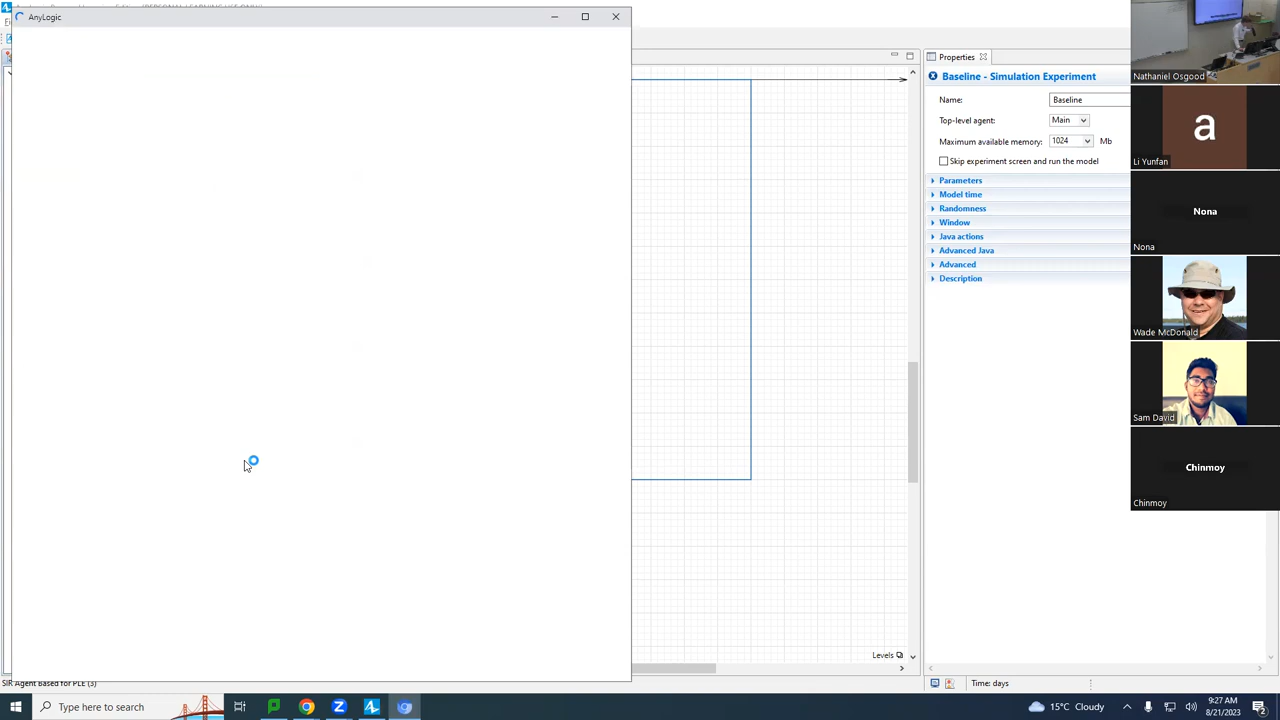 AnyLogic
Properties
Baseline - Simulation Experiment
Name:
Baseline
Top-level agent:
Main
Maximum available memory:
1024
Mb
Skip experiment screen and run the model
Parameters
Model time
Randomness
Window
Java actions
Advanced Java
Advanced
Description
Nathaniel Osgood
a
Li Yunfan
Nona
Nona
Wade McDonald
Sam David
Chinmoy
Chinmoy
Levels
SIR Agent Based for PLE (3)
Time: days
Type here to search
15°C Cloudy
9:27 AM
8/21/2023
2